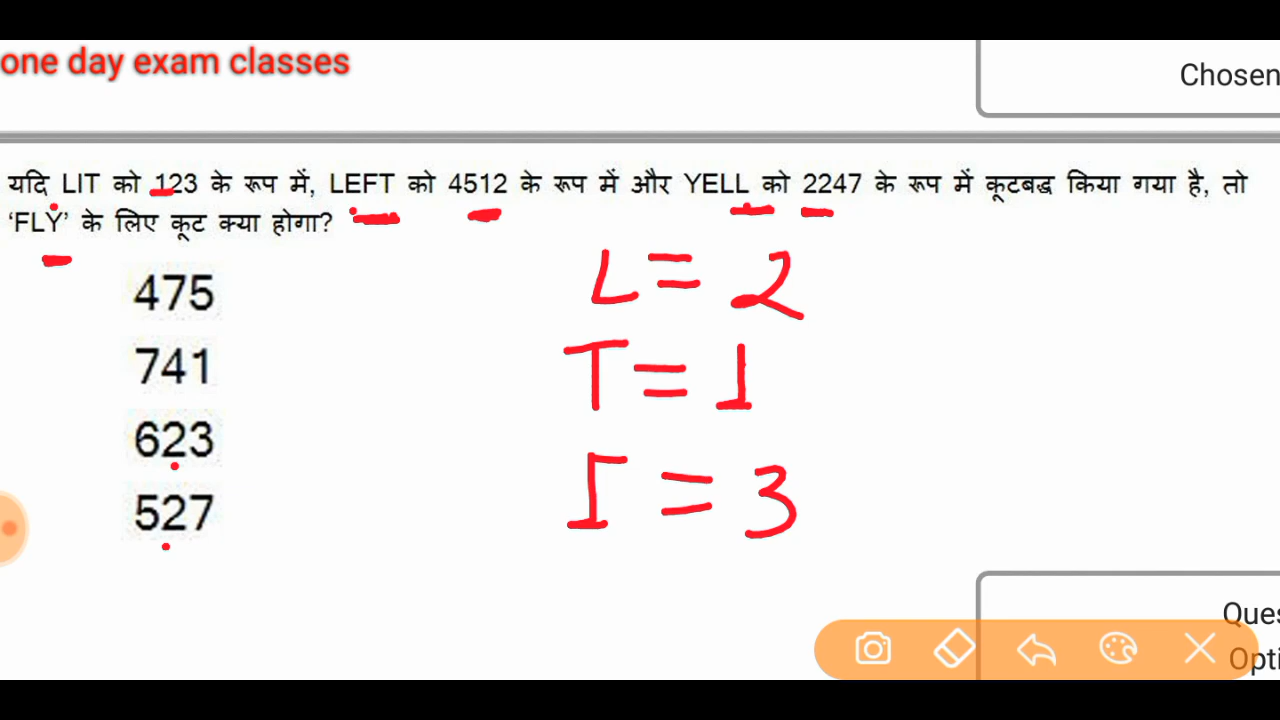 one day exam classes
Chosen
यदि LIT को 123 के रूप में, LEFT को 4512 के रूप में और YELL को 2247 के रूप में कूटबद्ध किया गया है, तो
‘FLY’ के लिए कूट क्या होगा?
475
741
623
527
L = 2
T = 1
I = 3
Ques
Opti